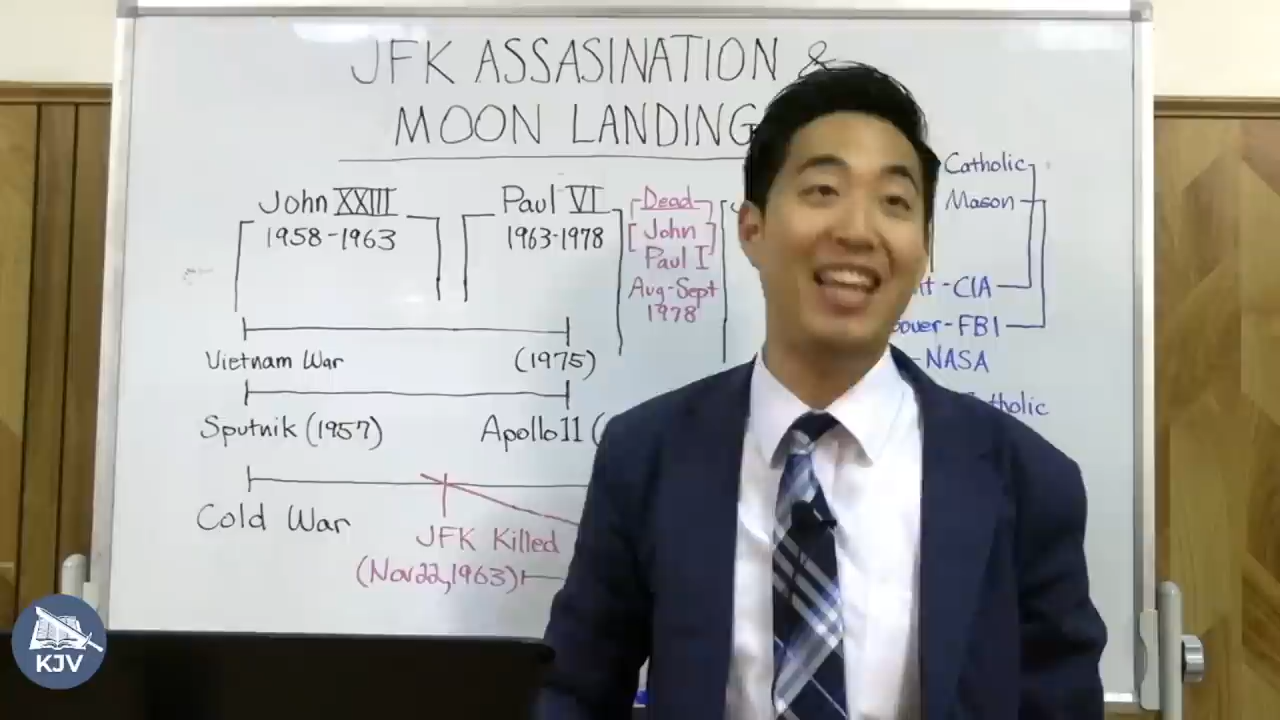 JFK ASSASINATION &
MOON LANDING
John XXIII
1958-1963
Paul VI
1963-1978
Dead
John
Paul I
Aug-Sept
1978
Catholic
Mason
-CIA
-FBI
-NASA
Vietnam War
(1975)
Sputnik (1957)
Apollo 11 (
Cold War
JFK Killed
(Nov 22, 1963)
KJV